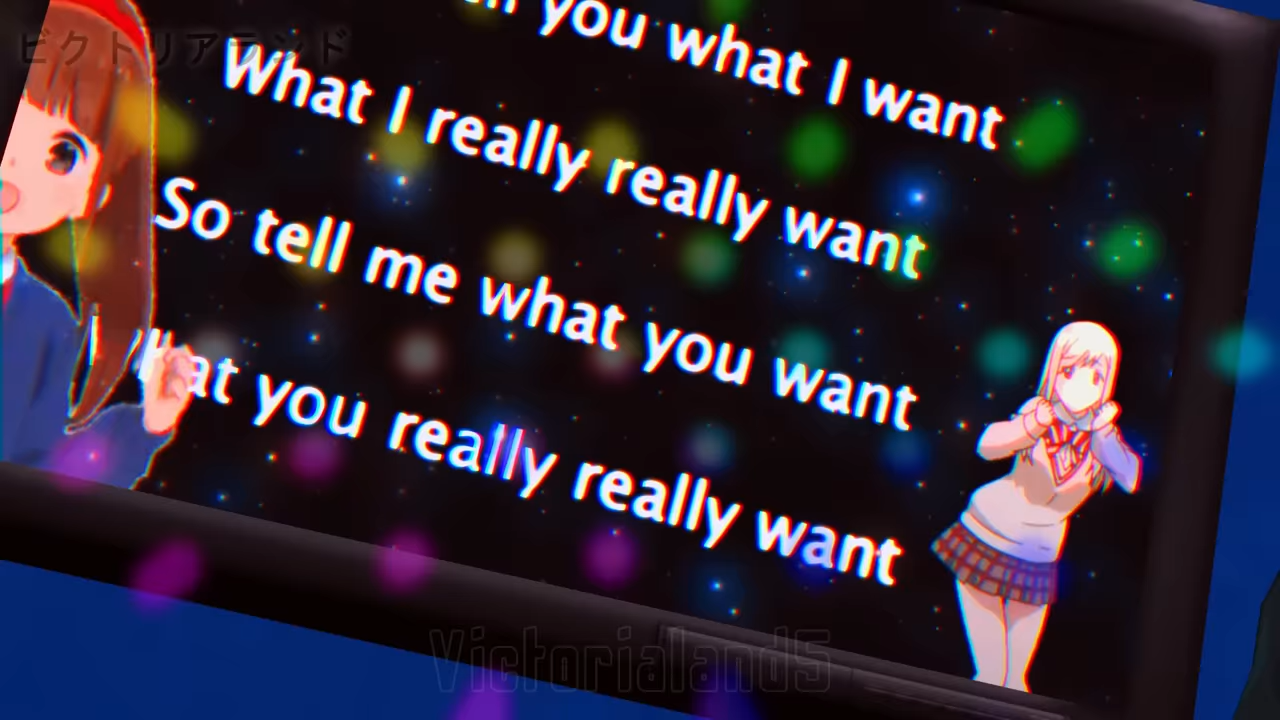 ビクトリアランド
you what I want
What I really really want
So tell me what you want
you really really want
Victorialand5